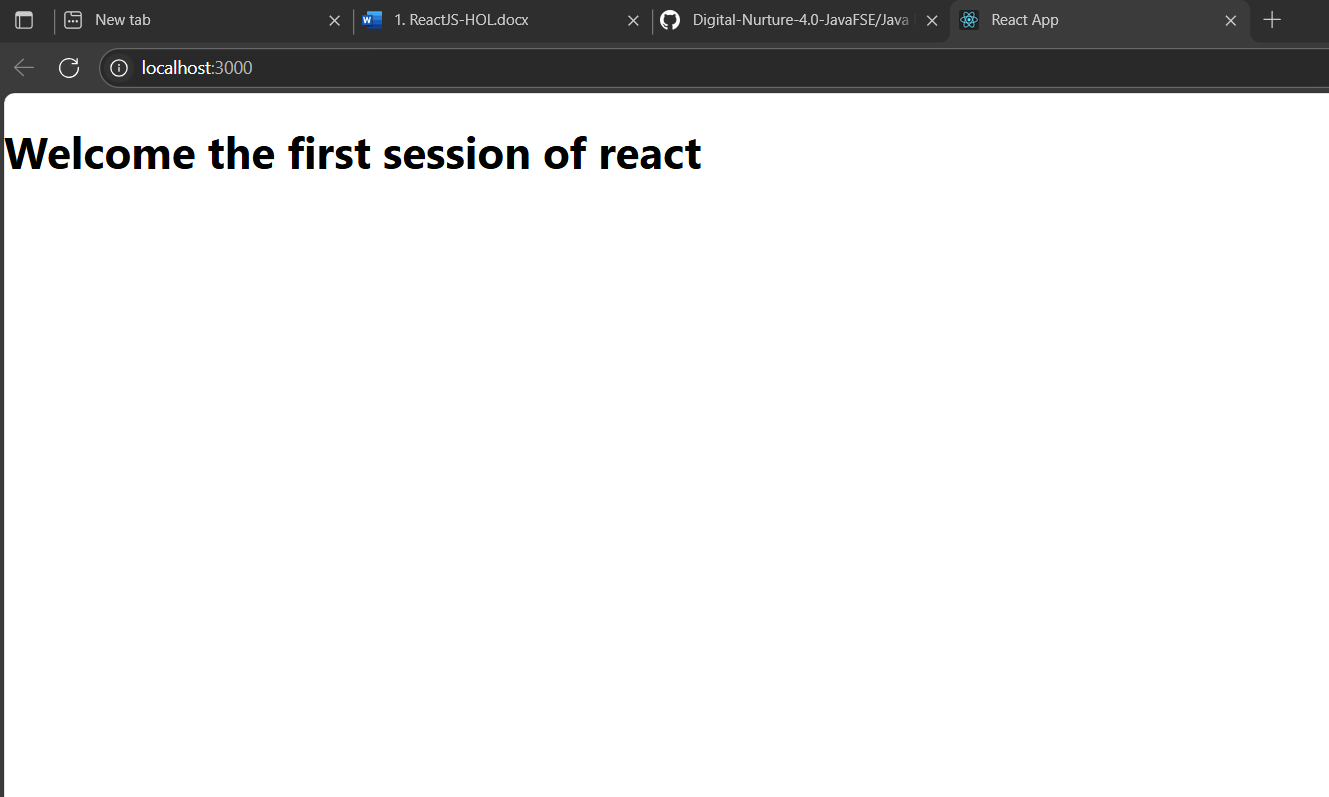 New tab
1. ReactJS-HOL.docx
Digital-Nurture-4.0-JavaFSE/Java
React App
localhost:3000
Welcome the first session of react